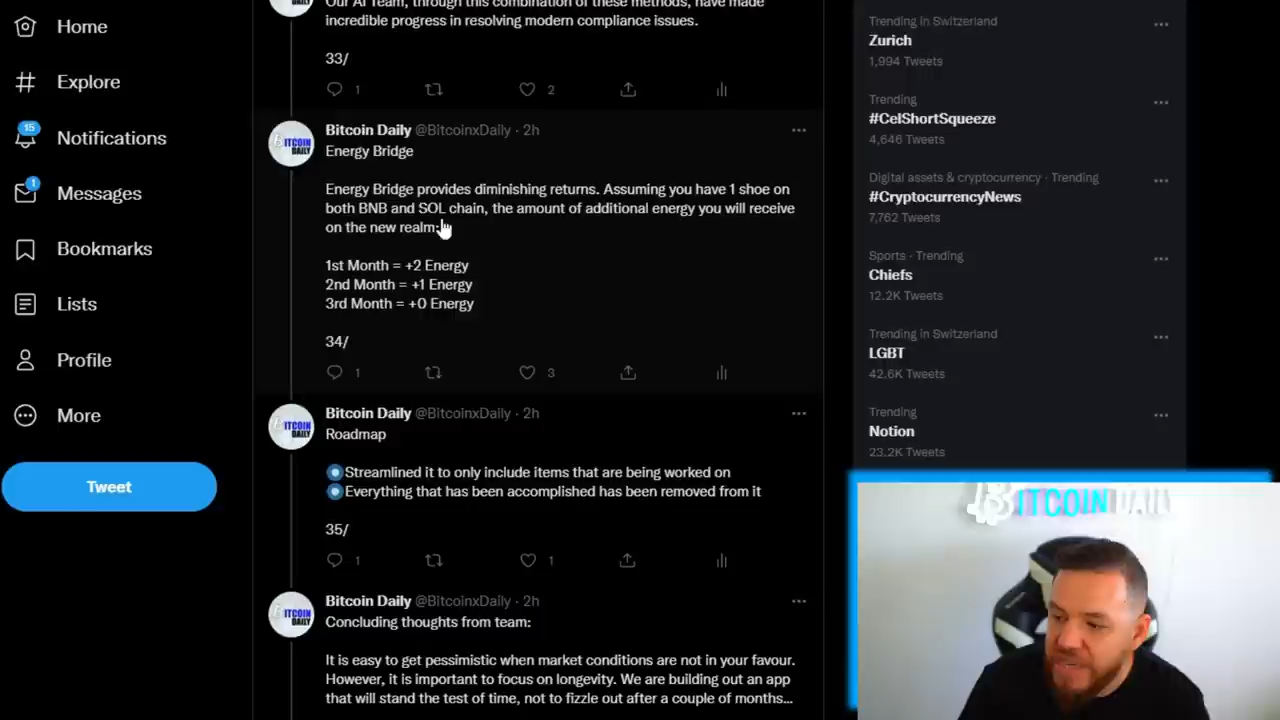 Home
Explore
15
Notifications
1
Messages
Bookmarks
Lists
Profile
More
Tweet
Our AI Team, through this combination of these methods, have made
incredible progress in resolving modern compliance issues.
33/
1
2
BITCOIN
DAILY
Bitcoin Daily @BitcoinxDaily · 2h
Energy Bridge
Energy Bridge provides diminishing returns. Assuming you have 1 shoe on
both BNB and SOL chain, the amount of additional energy you will receive
on the new realm:
1st Month = +2 Energy
2nd Month = +1 Energy
3rd Month = +0 Energy
34/
1
3
BITCOIN
DAILY
Bitcoin Daily @BitcoinxDaily · 2h
Roadmap
Streamlined it to only include items that are being worked on
Everything that has been accomplished has been removed from it
35/
1
1
BITCOIN
DAILY
Bitcoin Daily @BitcoinxDaily · 2h
Concluding thoughts from team:
It is easy to get pessimistic when market conditions are not in your favour.
However, it is important to focus on longevity. We are building out an app
that will stand the test of time, not to fizzle out after a couple of months...
Trending in Switzerland
Zurich
1,994 Tweets
Trending
#CelShortSqueeze
4,646 Tweets
Digital assets & cryptocurrency · Trending
#CryptocurrencyNews
7,762 Tweets
Sports · Trending
Chiefs
12.2K Tweets
Trending in Switzerland
LGBT
42.6K Tweets
Trending
Notion
23.2K Tweets
BITCOIN DAILY